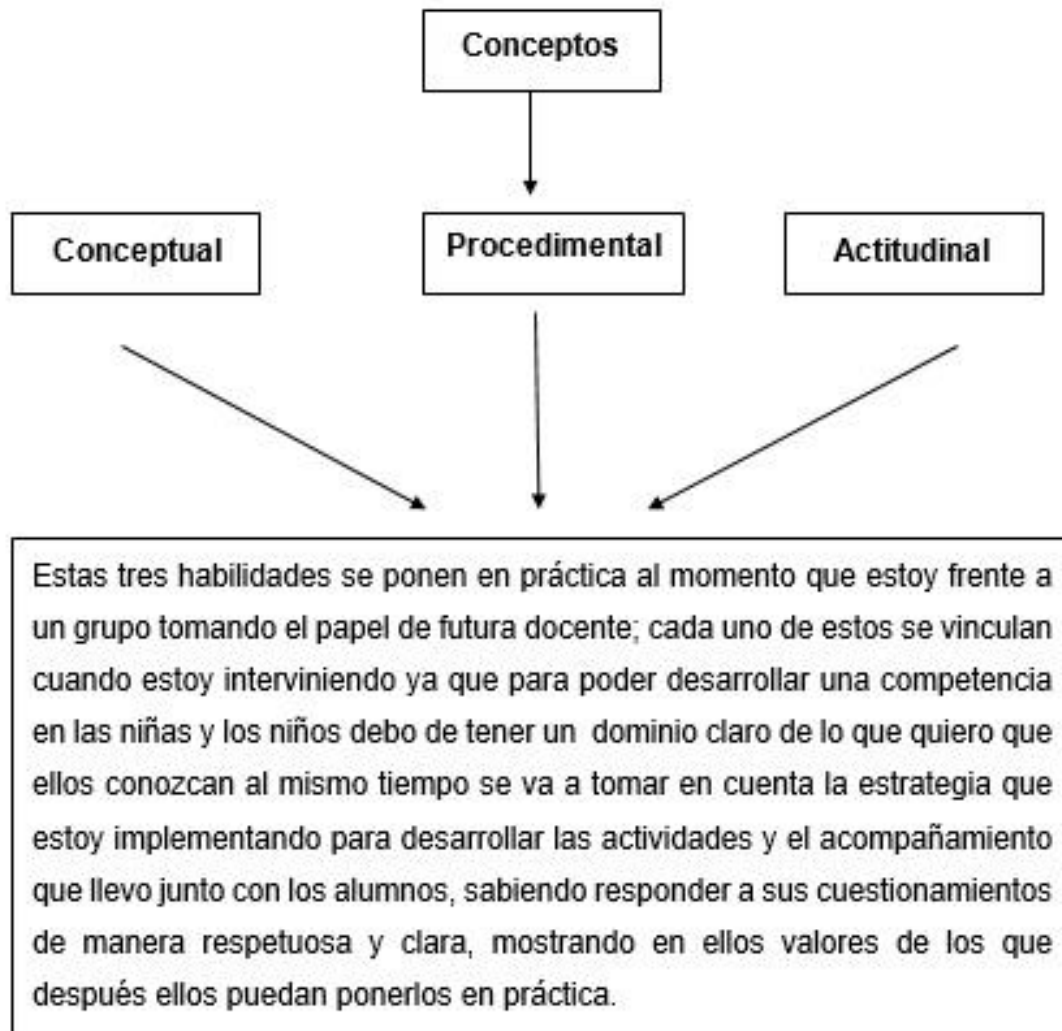 Conceptos
Conceptual
Procedimental
Actitudinal
Estas tres habilidades se ponen en práctica al momento que estoy frente a
un grupo tomando el papel de futura docente; cada uno de estos se vinculan
cuando estoy interviniendo ya que para poder desarrollar una competencia
en las niñas y los niños debo de tener un dominio claro de lo que quiero que
ellos conozcan al mismo tiempo se va a tomar en cuenta la estrategia que
estoy implementando para desarrollar las actividades y el acompañamiento
que llevo junto con los alumnos, sabiendo responder a sus cuestionamientos
de manera respetuosa y clara, mostrando en ellos valores de los que
después ellos puedan ponerlos en práctica.